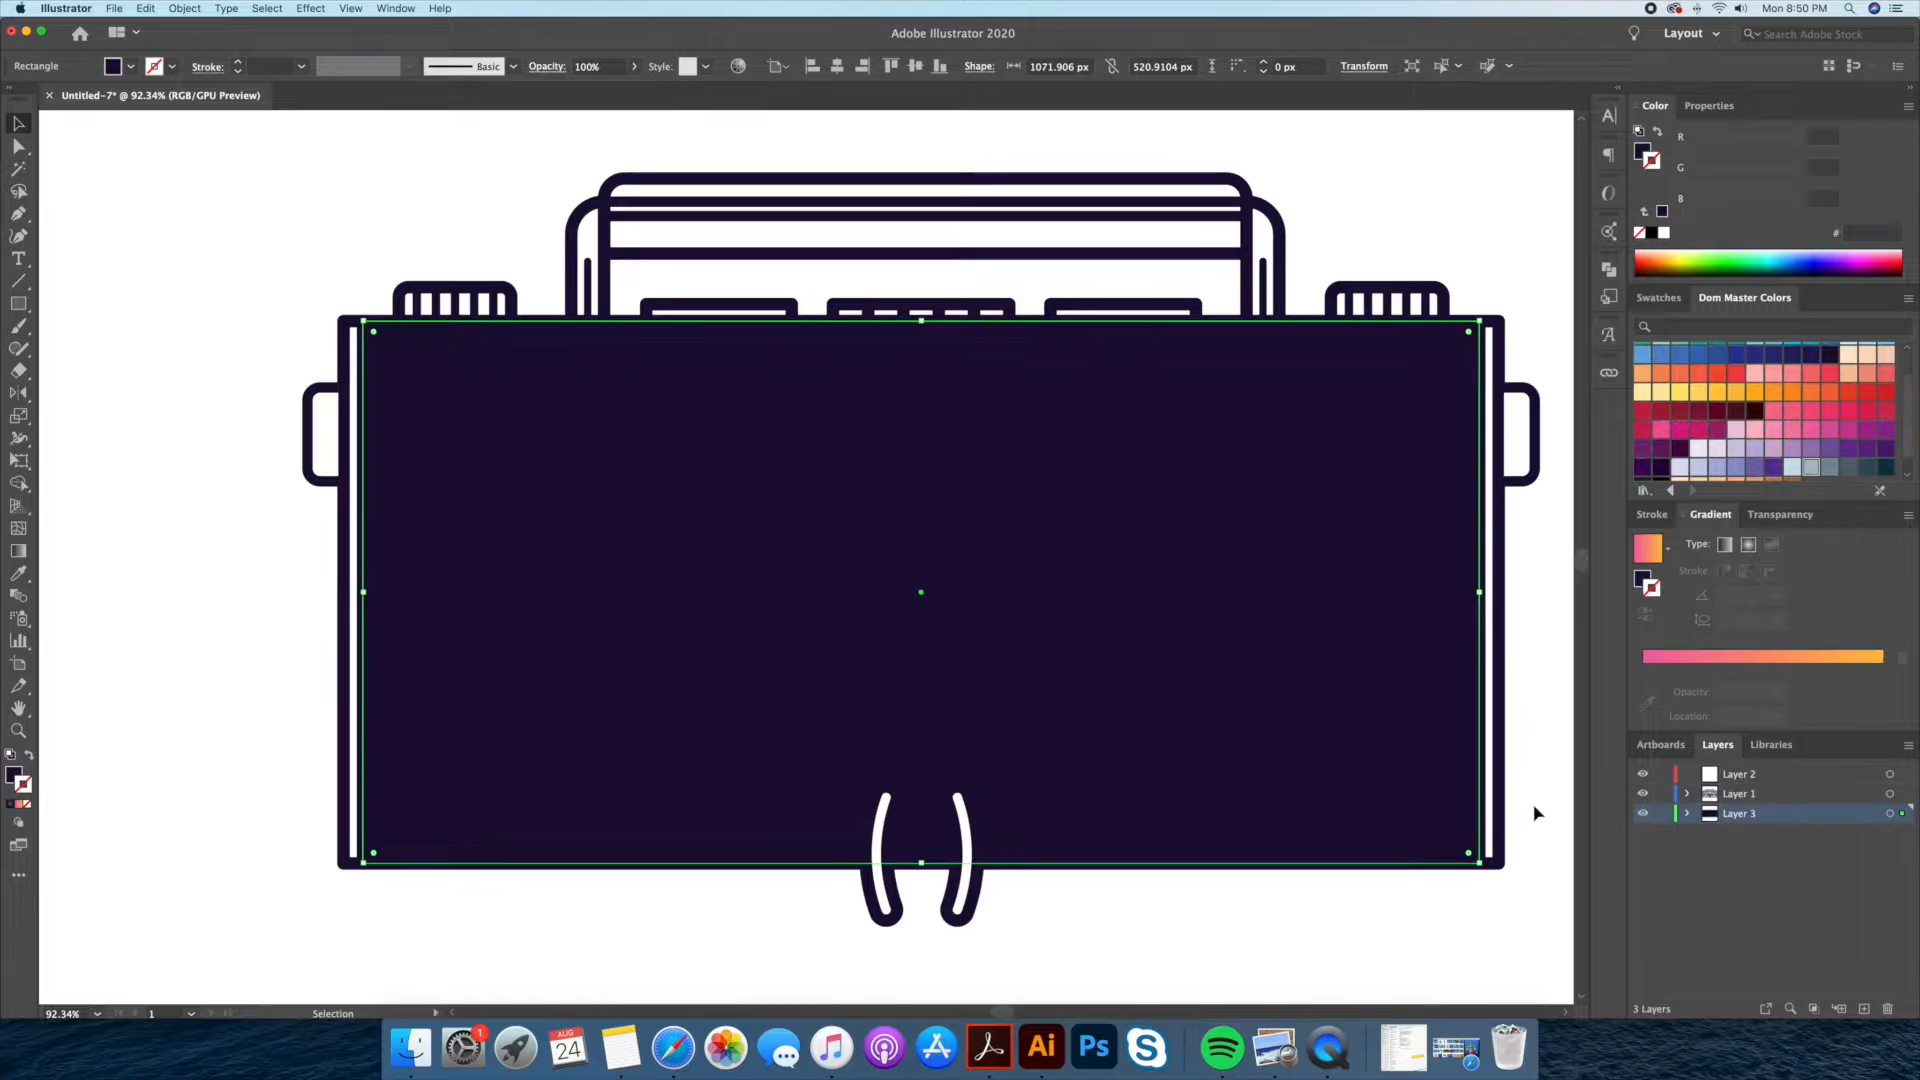 Illustrator File Edit Object Type Select Effect View Window Help
Mon 8:50 PM
Adobe Illustrator 2020
Layout
Search Adobe Stock
Rectangle
Stroke:
Basic
Opacity: 100%
Style:
Shape:
1071.906 px
520.9104 px
0 px
Transform
× Untitled-7* @ 92.34% (RGB/GPU Preview)
Color Properties
R
G
B
#
Swatches Dom Master Colors
Stroke Gradient Transparency
Type:
Stroke:
Opacity:
Location:
Artboards Layers Libraries
Layer 2
Layer 1
Layer 3
3 Layers
92.34%
1
Selection
1
AUG
24
Ai
Ps